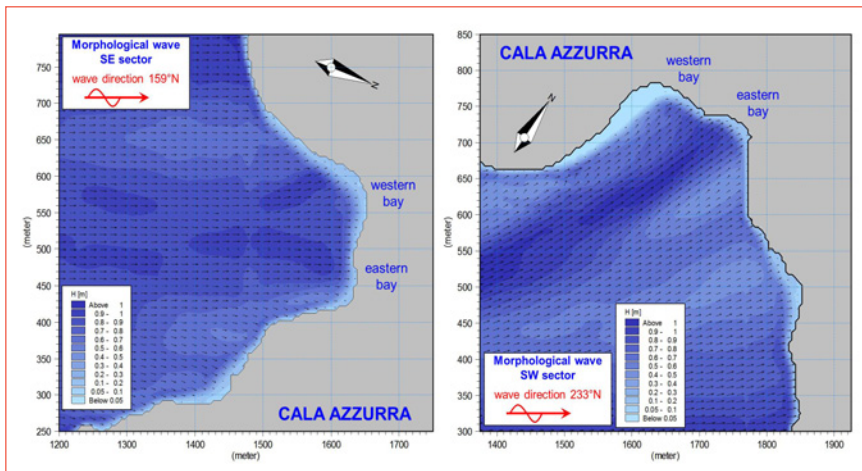 Morphological wave
SE sector
wave direction 159°N
N
western
bay
eastern
bay
H [m]
Above 1
0.9 - 1
0.8 - 0.9
0.7 - 0.8
0.6 - 0.7
0.5 - 0.6
0.4 - 0.5
0.3 - 0.4
0.2 - 0.3
0.1 - 0.2
0.05 - 0.1
Below 0.05
CALA AZZURRA
750
700
650
600
550
500
450
400
350
300
250
(meter)
1200 1300 1400 1500 1600 1700
(meter)
CALA AZZURRA
western
bay
eastern
bay
N
H [m]
Above 1
0.9 - 1
0.8 - 0.9
0.7 - 0.8
0.6 - 0.7
0.5 - 0.6
0.4 - 0.5
0.3 - 0.4
0.2 - 0.3
0.1 - 0.2
0.05 - 0.1
Below 0.05
Morphological wave
SW sector
wave direction 233°N
850
800
750
700
650
600
550
500
450
400
350
300
(meter)
1400 1500 1600 1700 1800 1900
(meter)